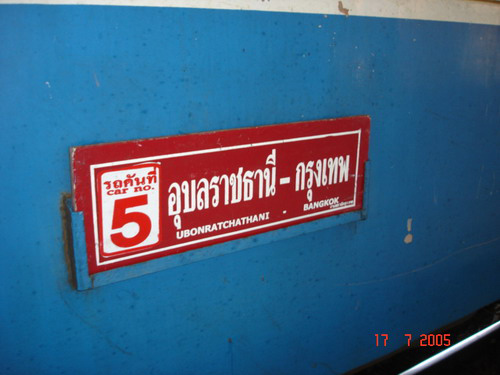 รถคันที่
car no.
5
อุบลราชธานี - กรุงเทพ
UBONRATCHATHANI
BANGKOK
17 7 2005